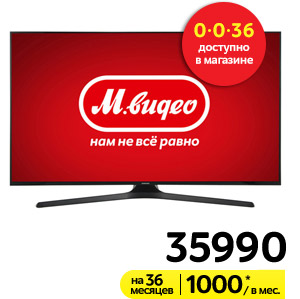 0·0·36
доступно
в магазине
М.видео
нам не всё равно
35990
на 36
месяцев
1000*
/ в мес.